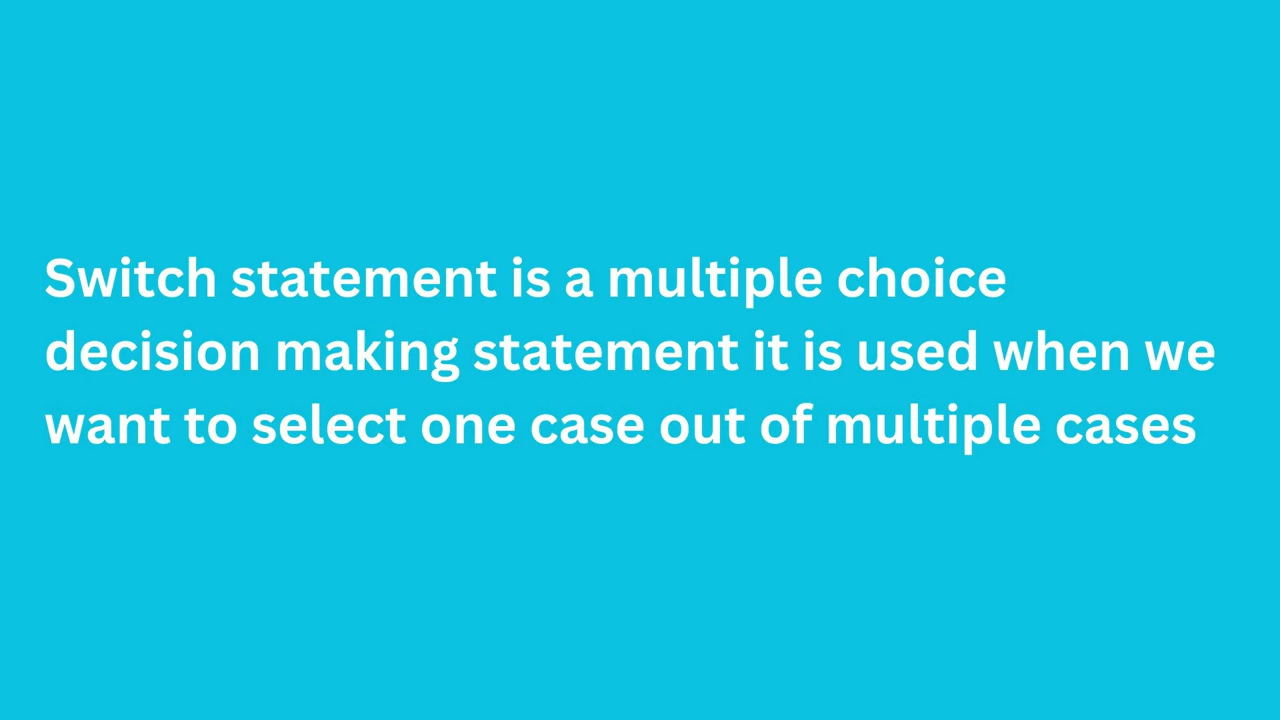 Switch statement is a multiple choice
decision making statement it is used when we
want to select one case out of multiple cases